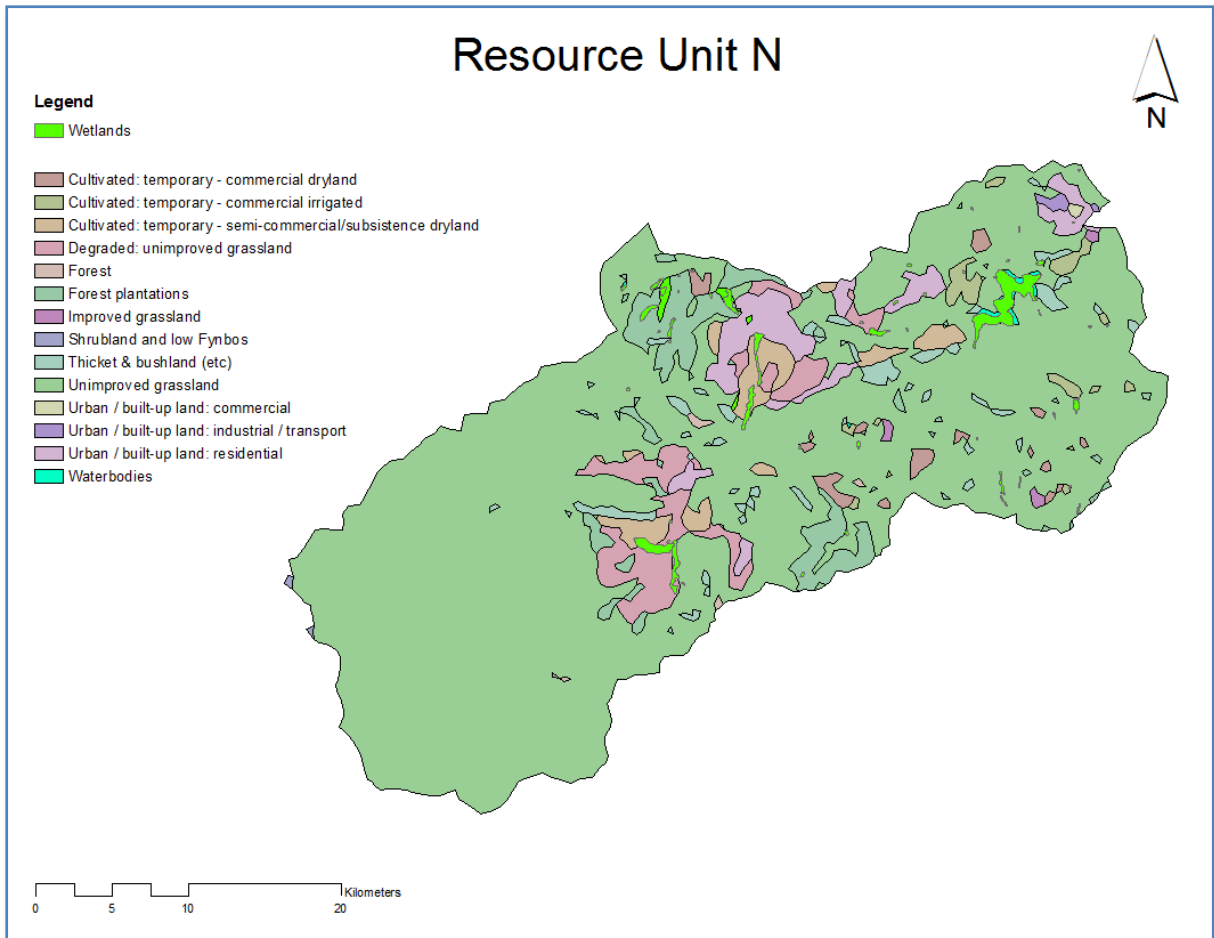 Resource Unit N
N
Legend
Wetlands
Cultivated: temporary - commercial dryland
Cultivated: temporary - commercial irrigated
Cultivated: temporary - semi-commercial/subsistence dryland
Degraded: unimproved grassland
Forest
Forest plantations
Improved grassland
Shrubland and low Fynbos
Thicket & bushland (etc)
Unimproved grassland
Urban / built-up land: commercial
Urban / built-up land: industrial / transport
Urban / built-up land: residential
Waterbodies
Kilometers
0 5 10 20